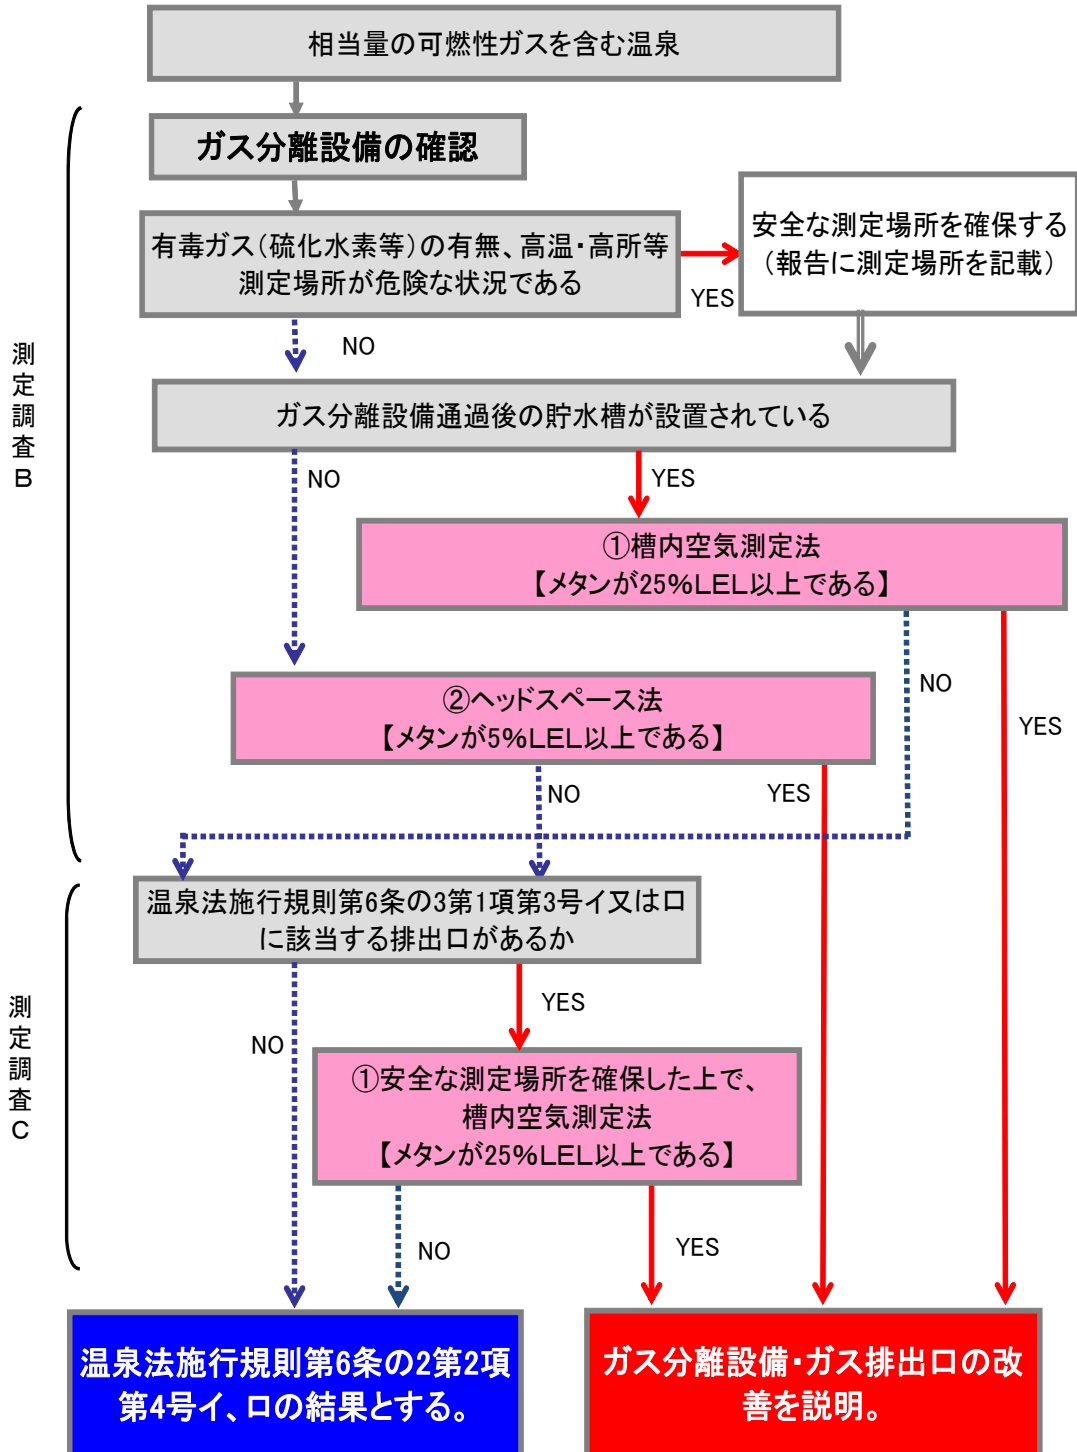 相当量の可燃性ガスを含む温泉
ガス分離設備の確認
有毒ガス(硫化水素等)の有無、高温・高所等
測定場所が危険な状況である
安全な測定場所を確保する
(報告に測定場所を記載)
YES
NO
測定調査B
ガス分離設備通過後の貯水槽が設置されている
NO
YES
①槽内空気測定法
【メタンが25%LEL以上である】
NO
YES
②ヘッドスペース法
【メタンが5%LEL以上である】
NO
YES
温泉法施行規則第6条の3第1項第3号イ又はロ
に該当する排出口があるか
測定調査C
YES
NO
①安全な測定場所を確保した上で、
槽内空気測定法
【メタンが25%LEL以上である】
NO
YES
温泉法施行規則第6条の2第2項
第4号イ、ロの結果とする。
ガス分離設備・ガス排出口の改
善を説明。